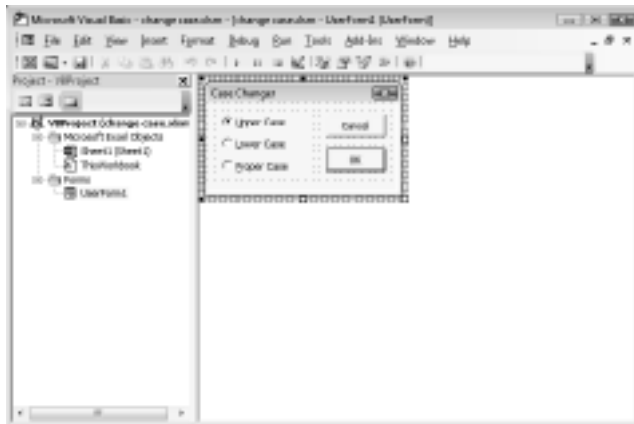 Microsoft Visual Basic - change case.xlsm - [change case.xlsm - UserForm1 (UserForm)]
File Edit View Insert Format Debug Run Tools Add-Ins Window Help
Project - VBAProject
VBAProject (change case.xlsm
Microsoft Excel Objects
Sheet1 (Sheet1)
ThisWorkbook
Forms
UserForm1
Case Changer
Upper Case
Lower Case
Proper Case
Cancel
OK